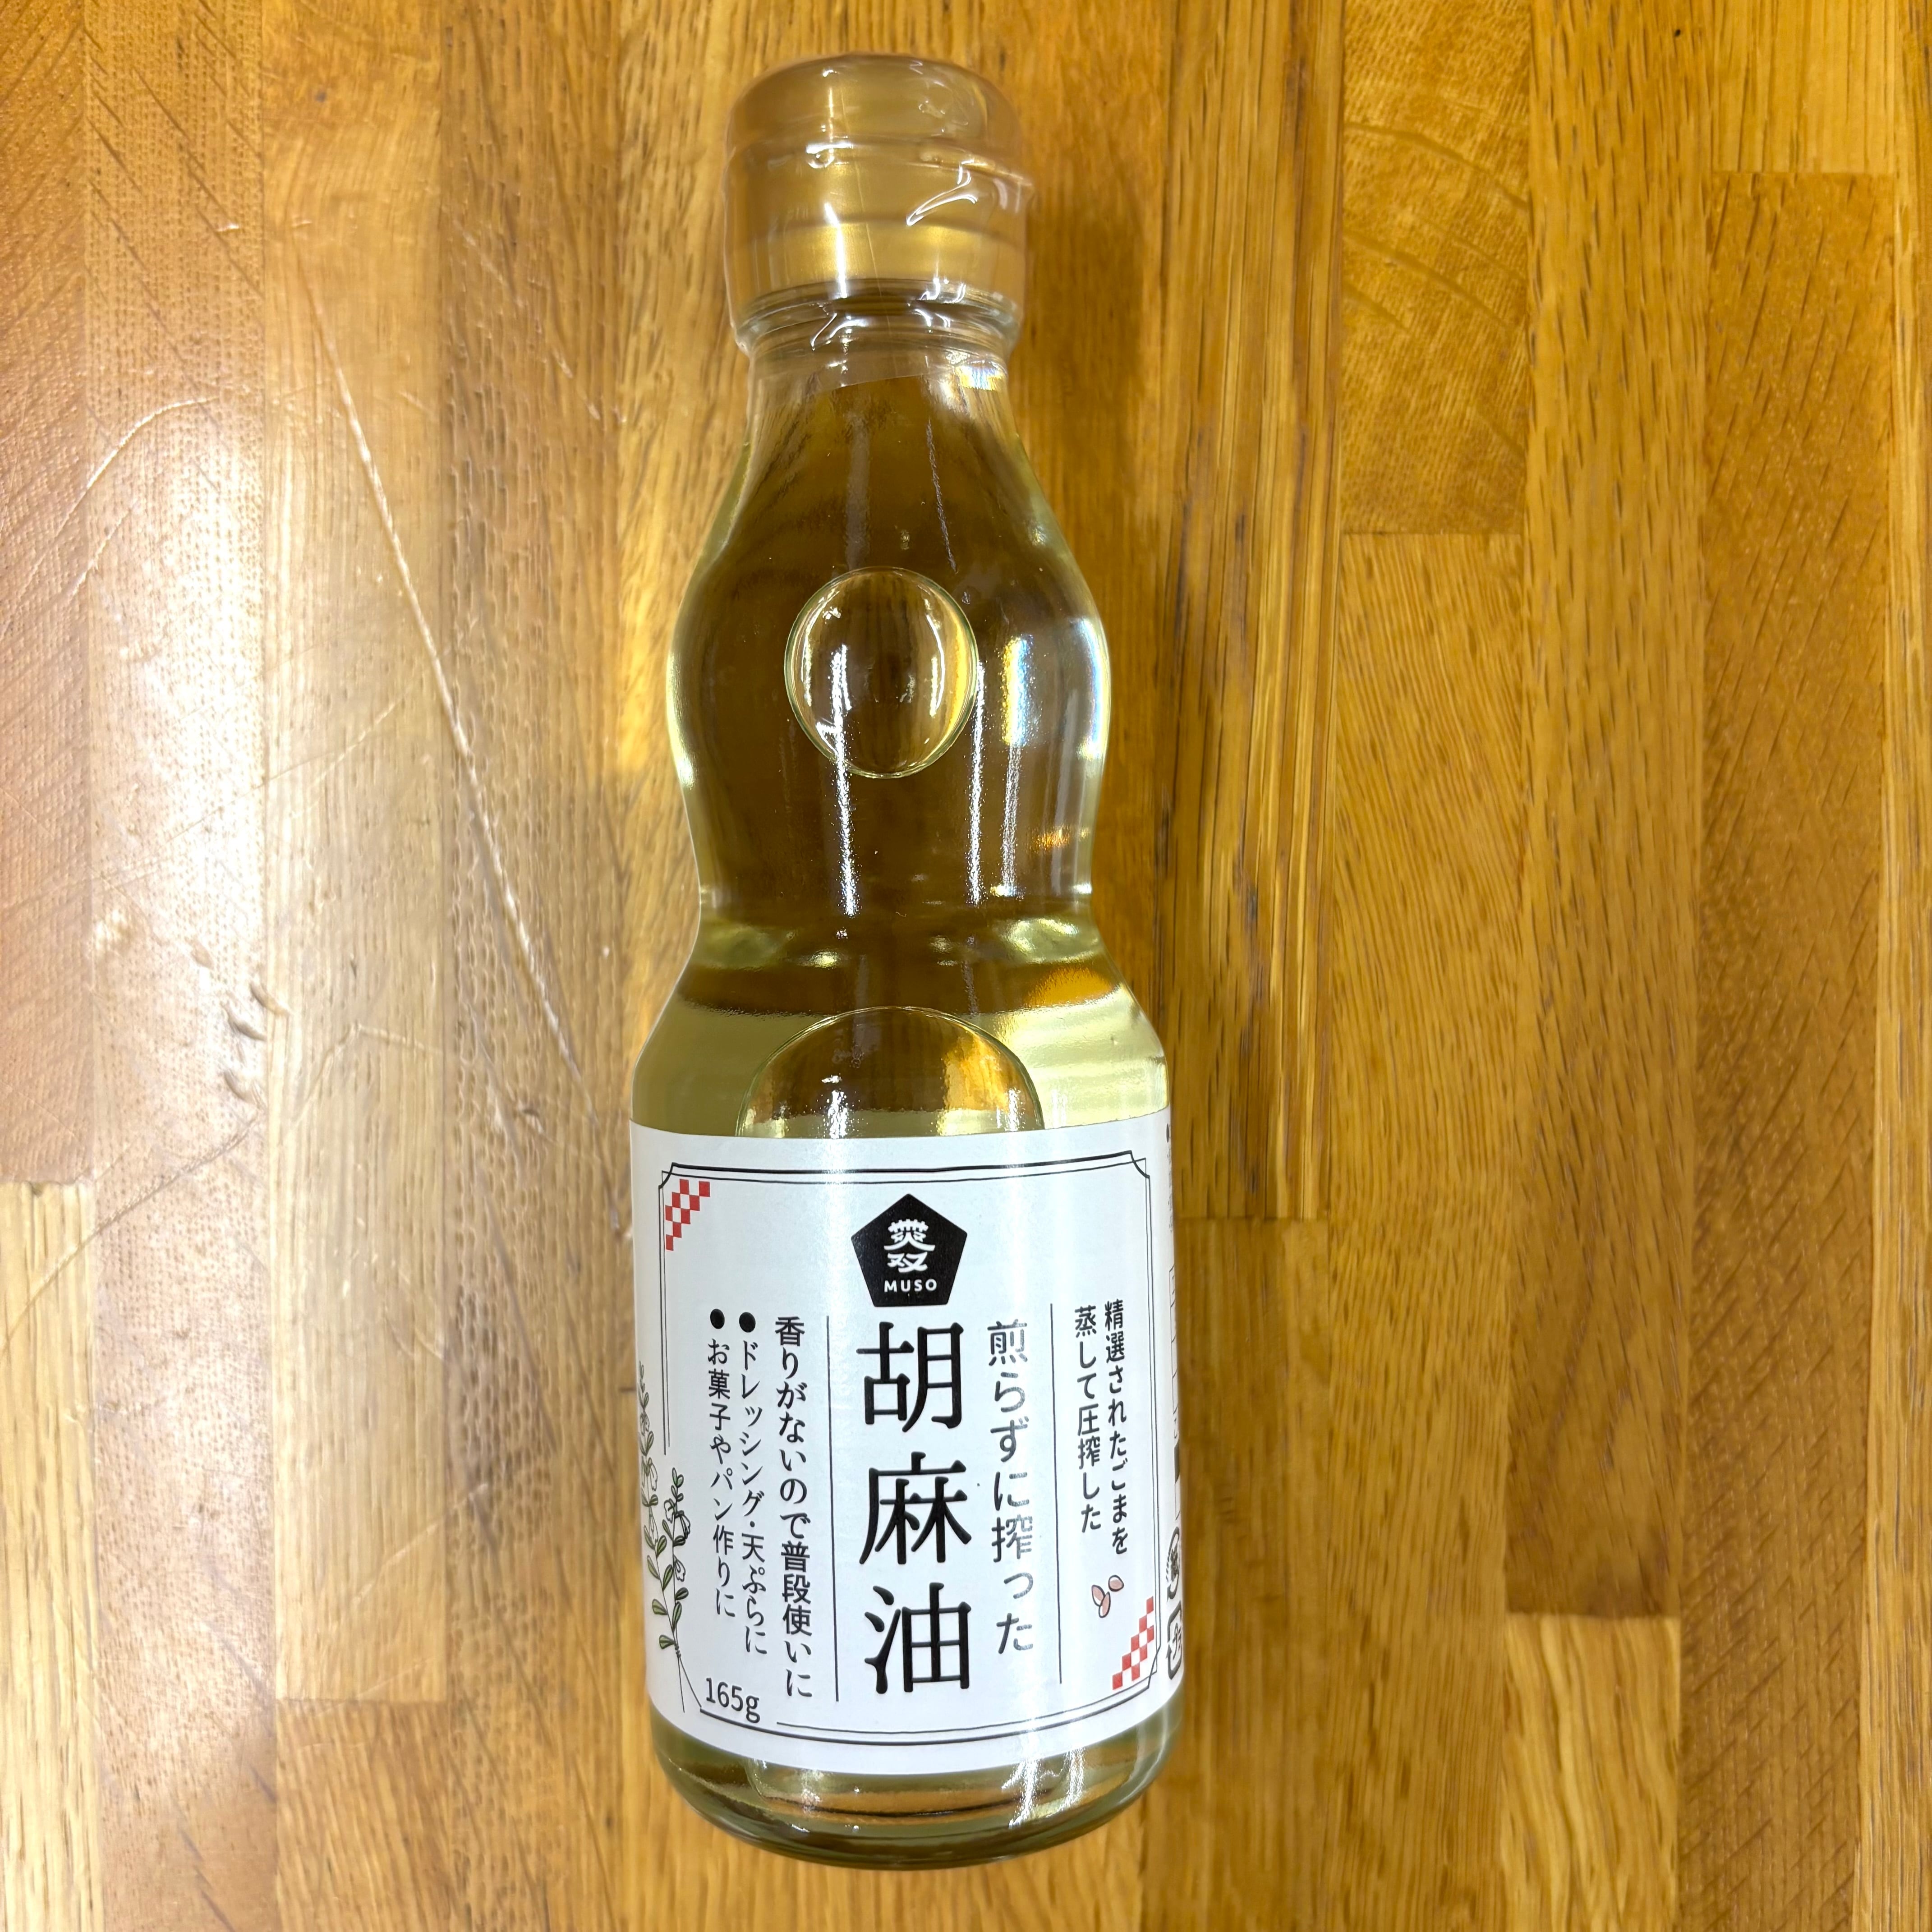 MUSO
精選されたごまを
蒸して圧搾した
煎らずに搾った
胡麻油
香りがないので普段使いに
●ドレッシング・天ぷらに
●お菓子やパン作りに
165g